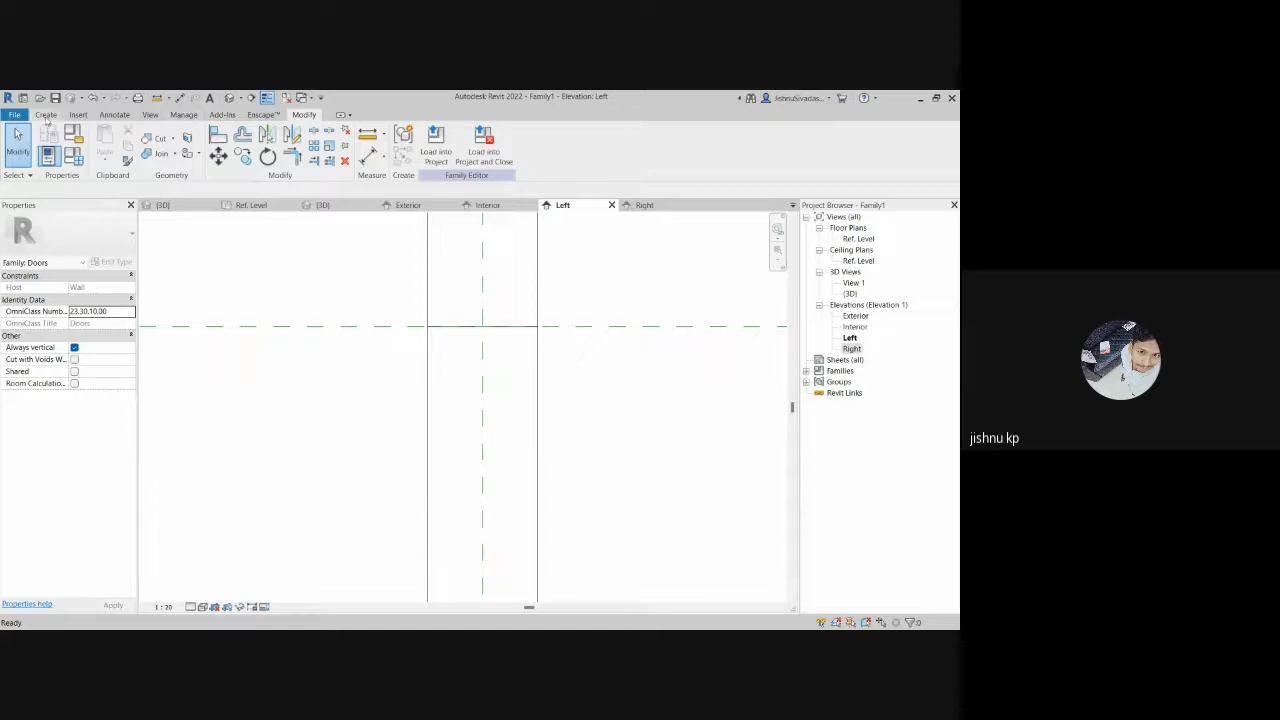 Autodesk Revit 2022 - Family1 - Elevation: Left
JishnuSivadas...
File Create Insert Annotate View Manage Add-Ins Enscape™ Modify
Modify
Paste
Cut
Join
Load into Project
Load into Project and Close
Select Properties Clipboard Geometry Modify Measure Create Family Editor
Properties
(3D) Ref. Level (3D) Exterior Interior Left Right
Project Browser - Family1
Family: Doors
Edit Type
Constraints
Host Wall
Identity Data
OmniClass Numb... 23.30.10.00
OmniClass Title Doors
Other
Always vertical
Cut with Voids W...
Shared
Room Calculatio...
Properties help
Apply
Views (all)
Floor Plans
Ref. Level
Ceiling Plans
Ref. Level
3D Views
View 1
(3D)
Elevations (Elevation 1)
Exterior
Interior
Left
Right
Sheets (all)
Families
Groups
Revit Links
1 : 20
Ready
:0
jishnu kp